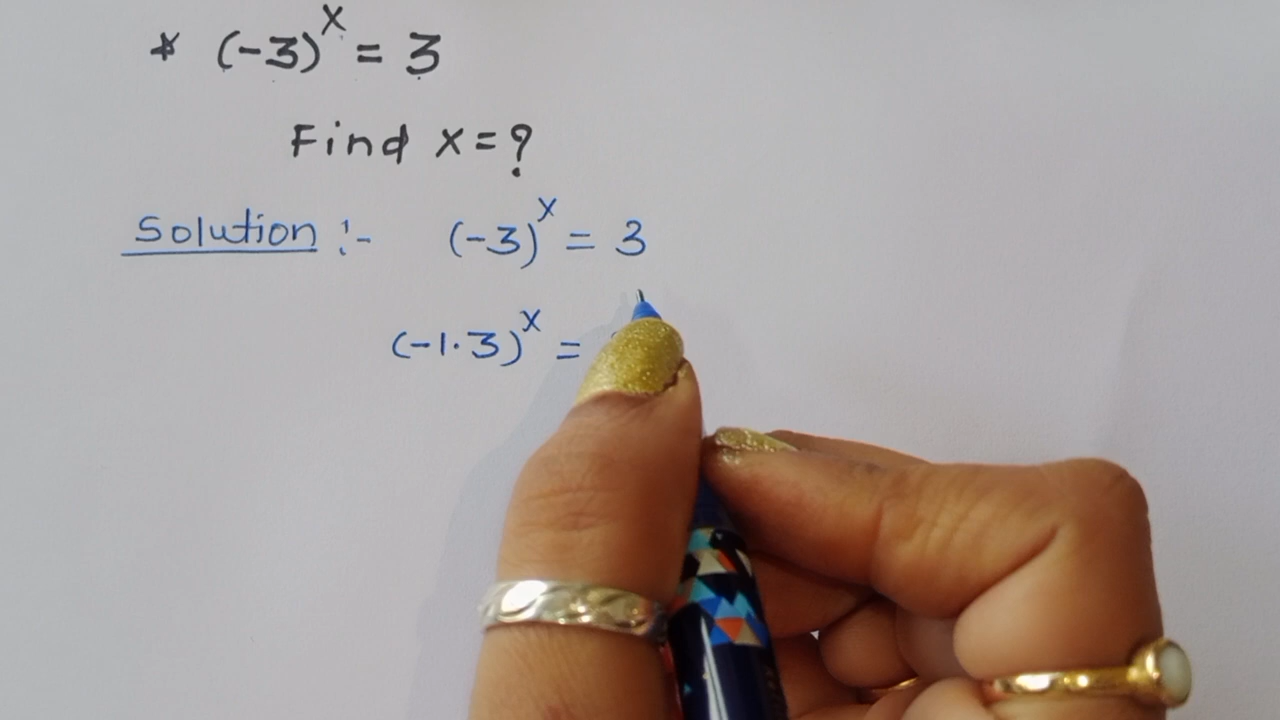 * (-3)^x = 3
Find x = ?
Solution :- (-3)^x = 3
(-1·3)^x =